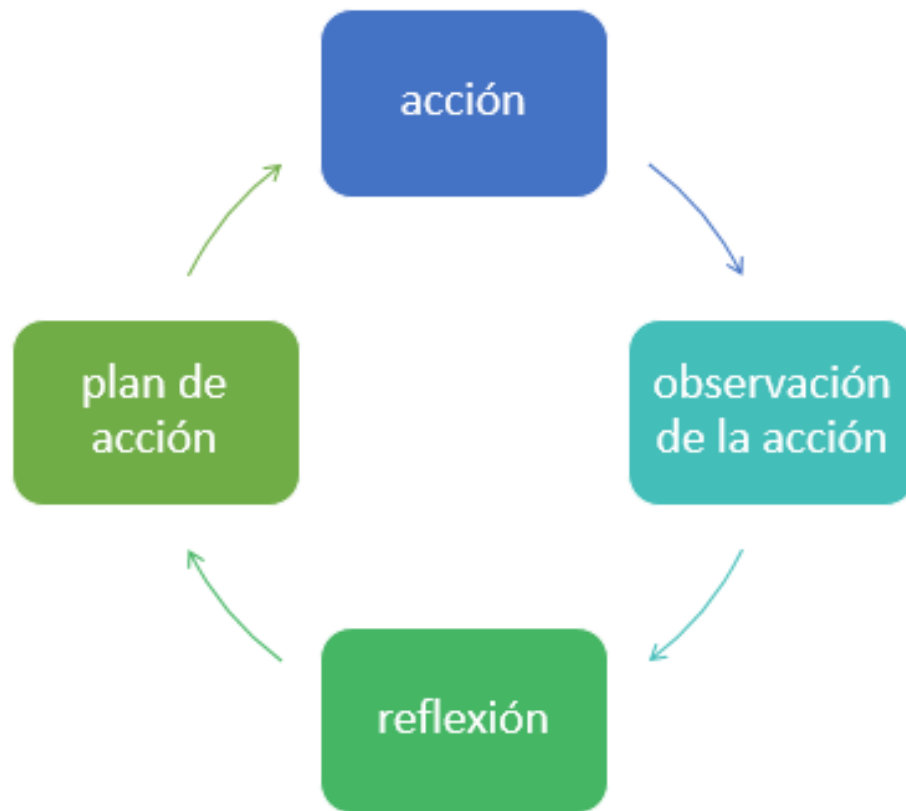 acción
observación
de la acción
reflexión
plan de
acción